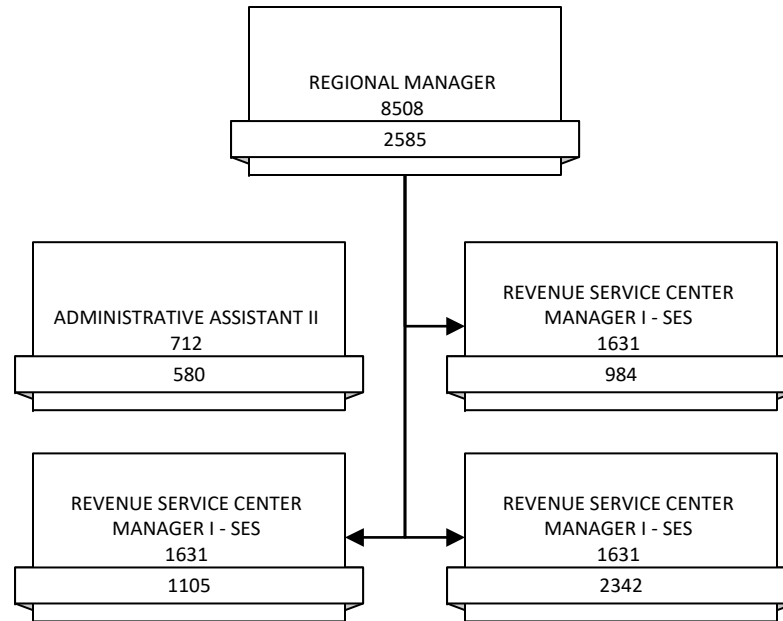 REGIONAL MANAGER
8508
2585
ADMINISTRATIVE ASSISTANT II
712
580
REVENUE SERVICE CENTER
MANAGER I - SES
1631
984
REVENUE SERVICE CENTER
MANAGER I - SES
1631
1105
REVENUE SERVICE CENTER
MANAGER I - SES
1631
2342